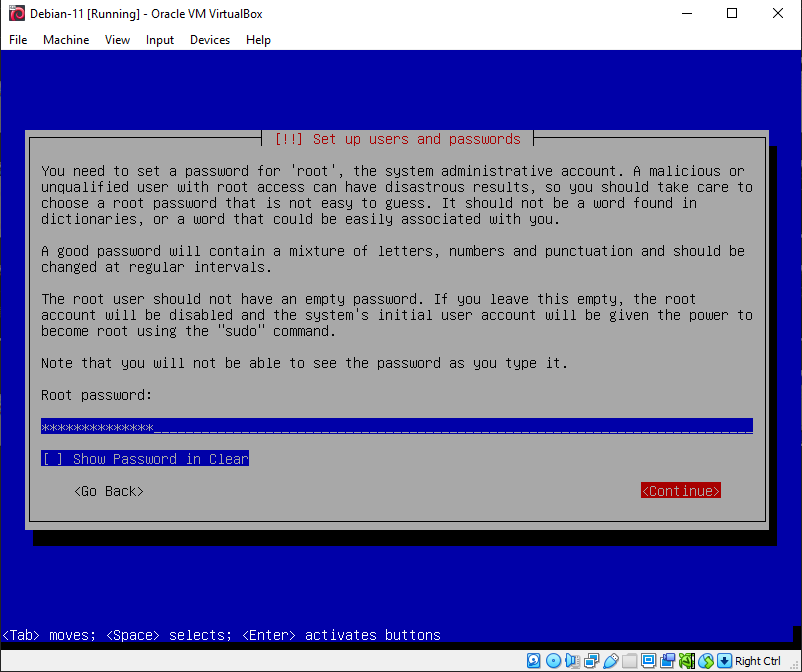 Debian-11 [Running] - Oracle VM VirtualBox
File Machine View Input Devices Help
[!!] Set up users and passwords
You need to set a password for 'root', the system administrative account. A malicious or
unqualified user with root access can have disastrous results, so you should take care to
choose a root password that is not easy to guess. It should not be a word found in
dictionaries, or a word that could be easily associated with you.
A good password will contain a mixture of letters, numbers and punctuation and should be
changed at regular intervals.
The root user should not have an empty password. If you leave this empty, the root
account will be disabled and the system's initial user account will be given the power to
become root using the "sudo" command.
Note that you will not be able to see the password as you type it.
Root password:
**************
[ ] Show Password in Clear
<Go Back> <Continue>
<Tab> moves; <Space> selects; <Enter> activates buttons
Right Ctrl